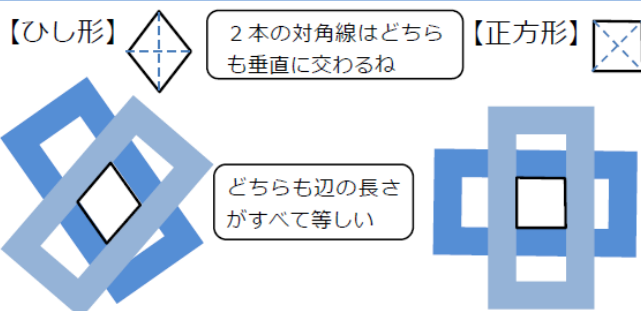 【ひし形】
２本の対角線はどちら
も垂直に交わるね
【正方形】
どちらも辺の長さ
がすべて等しい